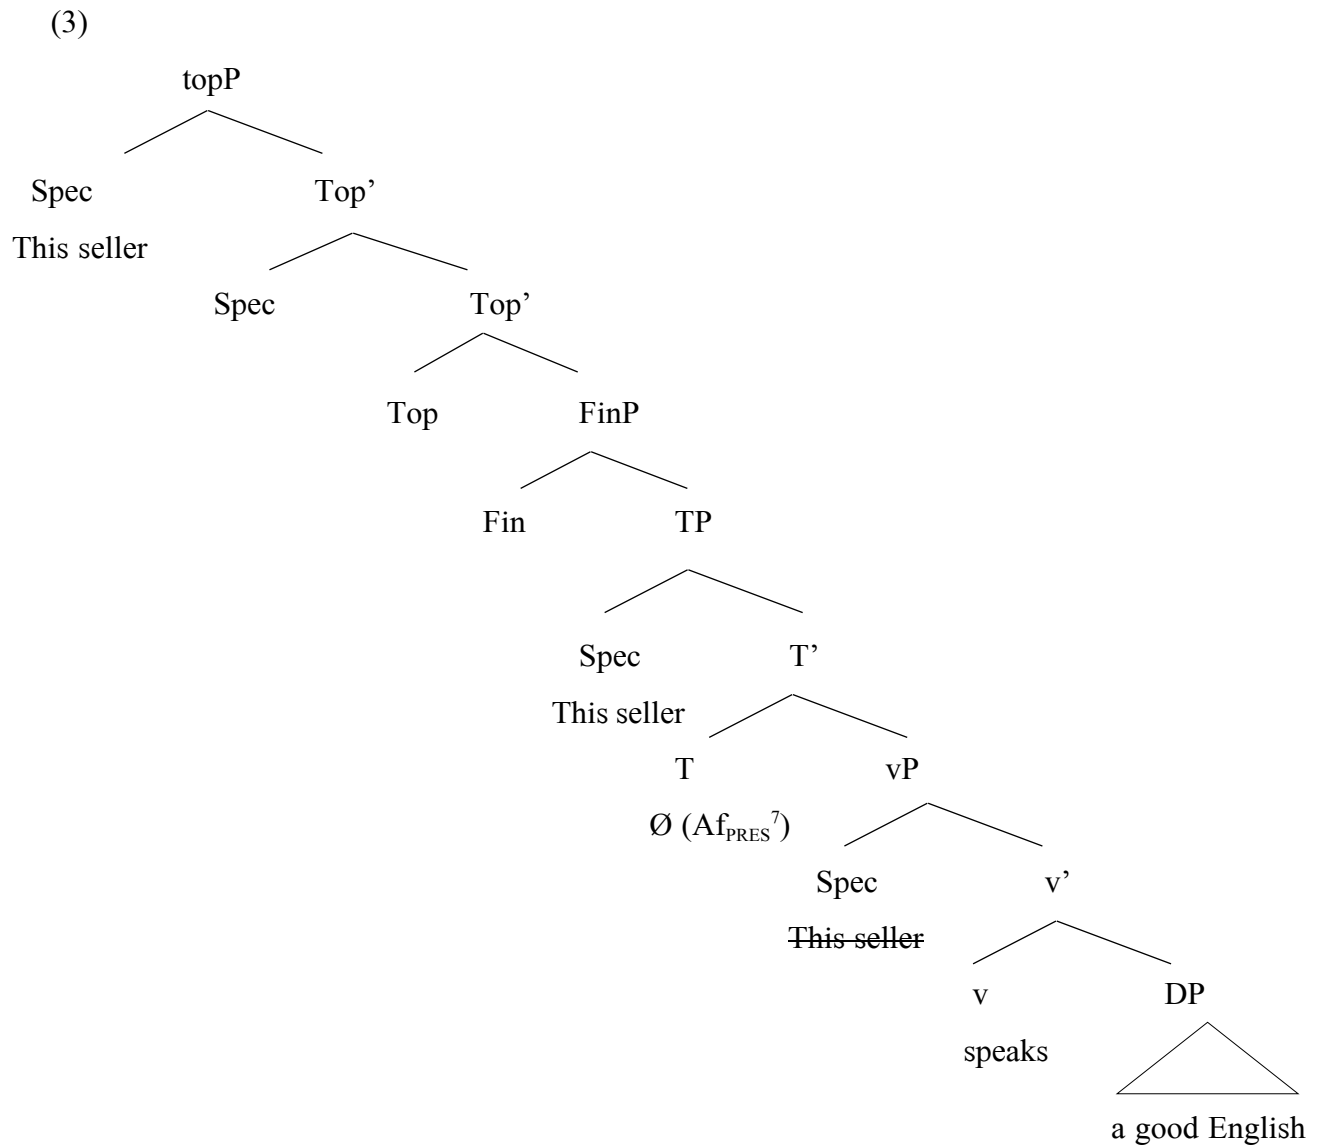 (3)
topP
Spec Top’
This seller
Spec Top’
Top FinP
Fin TP
Spec T’
This seller
T vP
Ø (AfPRES7)
Spec v’
This seller
v DP
speaks
a good English